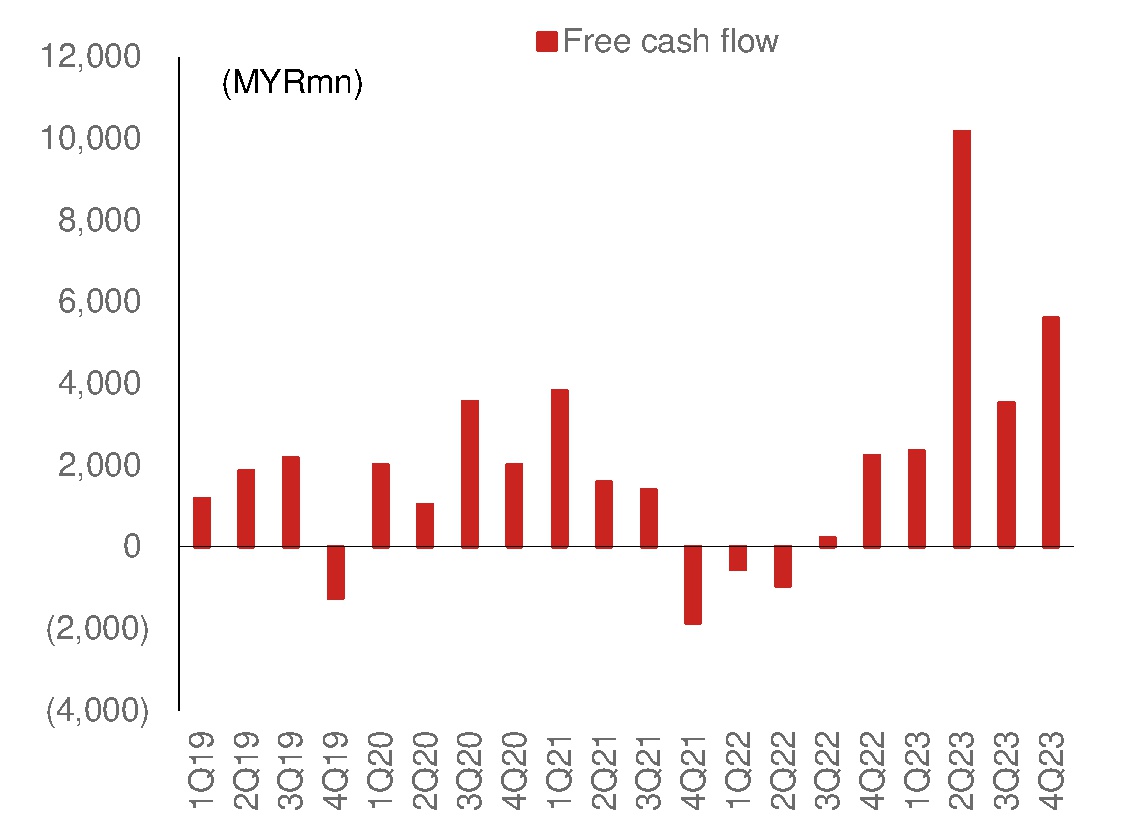 Free cash flow
(MYRmn)
12,000
10,000
8,000
6,000
4,000
2,000
0
(2,000)
(4,000)
1Q19
2Q19
3Q19
4Q19
1Q20
2Q20
3Q20
4Q20
1Q21
2Q21
3Q21
4Q21
1Q22
2Q22
3Q22
4Q22
1Q23
2Q23
3Q23
4Q23